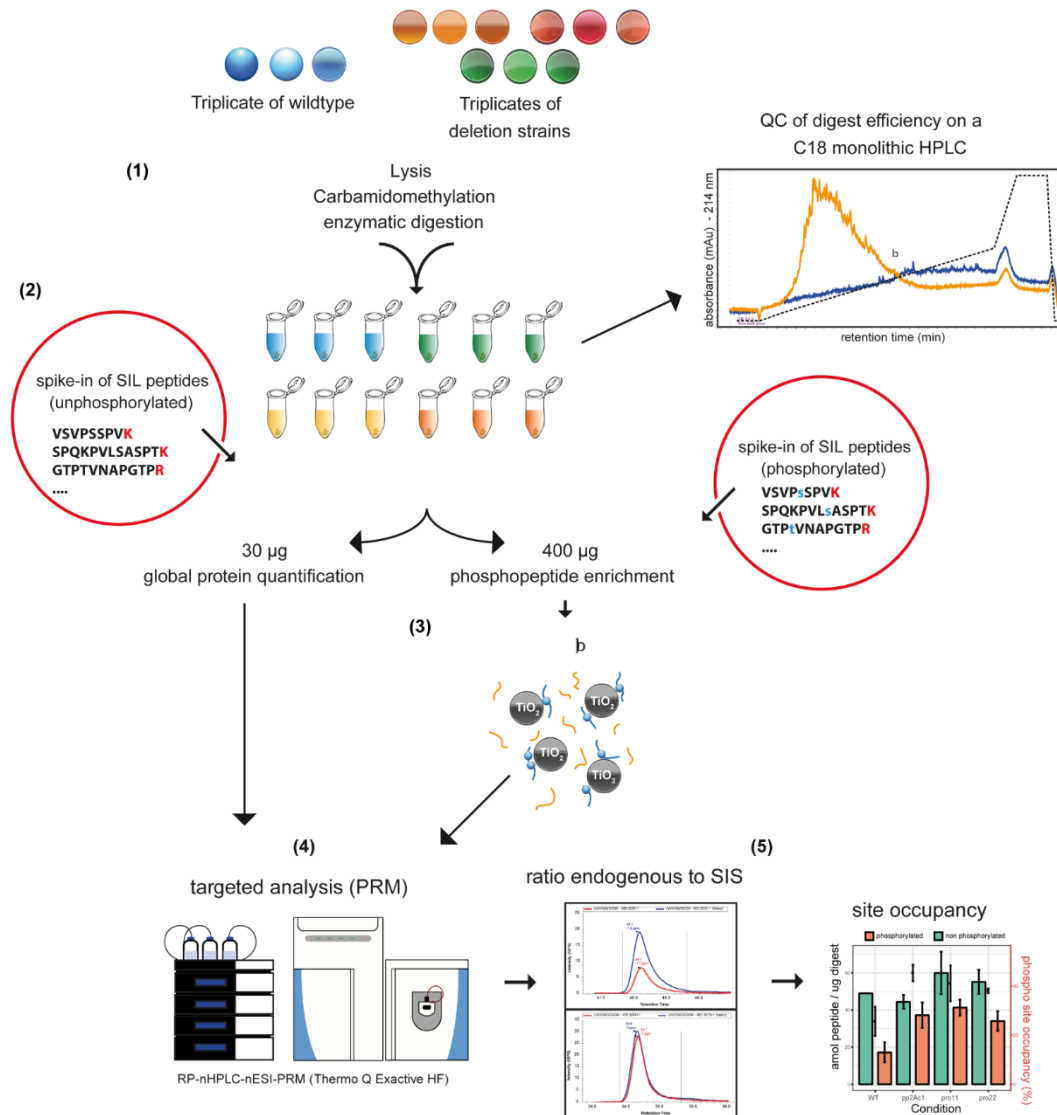 Triplicate of wildtype
Triplicates of
deletion strains
QC of digest efficiency on a
C18 monolithic HPLC
(1)
Lysis
Carbamidomethylation
enzymatic digestion
absorbance (mAu) - 214 nm
b
retention time (min)
(2)
spike-in of SIL peptides
(unphosphorylated)
VSVPSSPVK
SPQKPVLSASPTK
GTPTVNAPGTPR
....
spike-in of SIL peptides
(phosphorylated)
VSVPsSPVK
SPQKPVLsASPTK
GTPtVNAPGTPR
....
30 µg
global protein quantification
400 µg
phosphopeptide enrichment
(3)
b
TiO2
TiO2
TiO2
TiO2
(4)
targeted analysis (PRM)
RP-nHPLC-nESI-PRM (Thermo Q Exactive HF)
(5)
ratio endogenous to SIS
Retention Time
Retention Time
site occupancy
phosphorylated
non phosphorylated
amol peptide / ug digest
phospho site occupancy (%)
WT
pp2Ac1
pro11
pro22
Condition